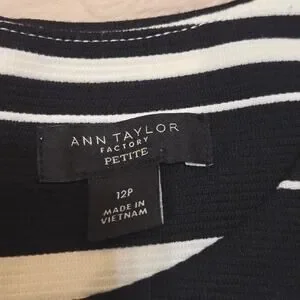 ANN TAYLOR
FACTORY
PETITE
12P
MADE IN
VIETNAM